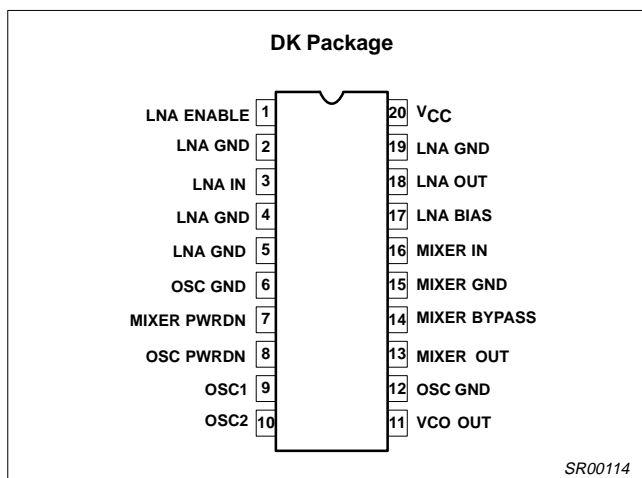 DK Package
LNA ENABLE 1 20 VCC
LNA GND 2 19 LNA GND
LNA IN 3 18 LNA OUT
LNA GND 4 17 LNA BIAS
LNA GND 5 16 MIXER IN
OSC GND 6 15 MIXER GND
MIXER PWRDN 7 14 MIXER BYPASS
OSC PWRDN 8 13 MIXER OUT
OSC1 9 12 OSC GND
OSC2 10 11 VCO OUT
SR00114